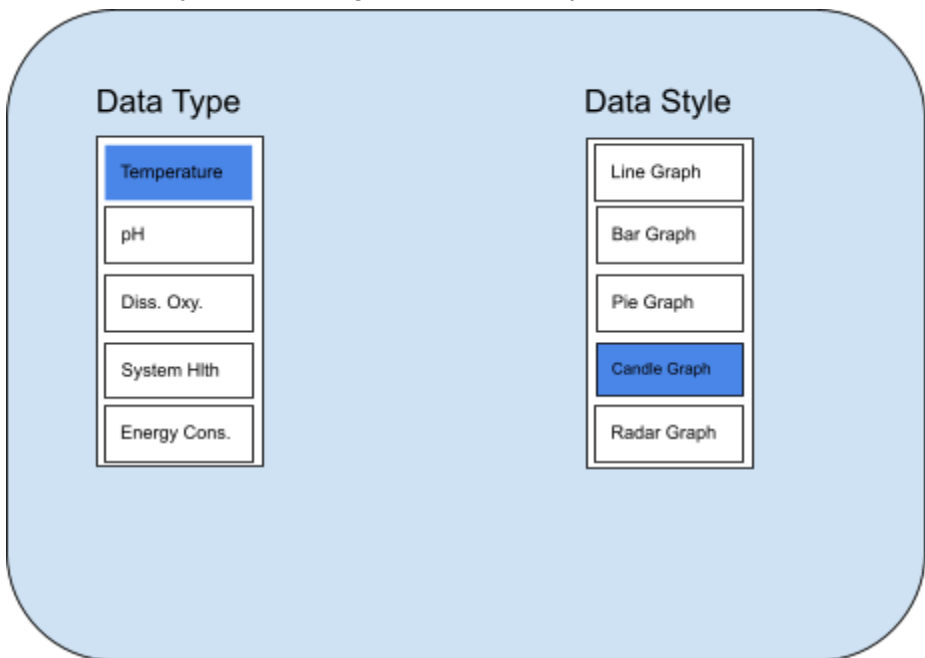 Data Type
Temperature
pH
Diss. Oxy.
System Hlth
Energy Cons.
Data Style
Line Graph
Bar Graph
Pie Graph
Candle Graph
Radar Graph